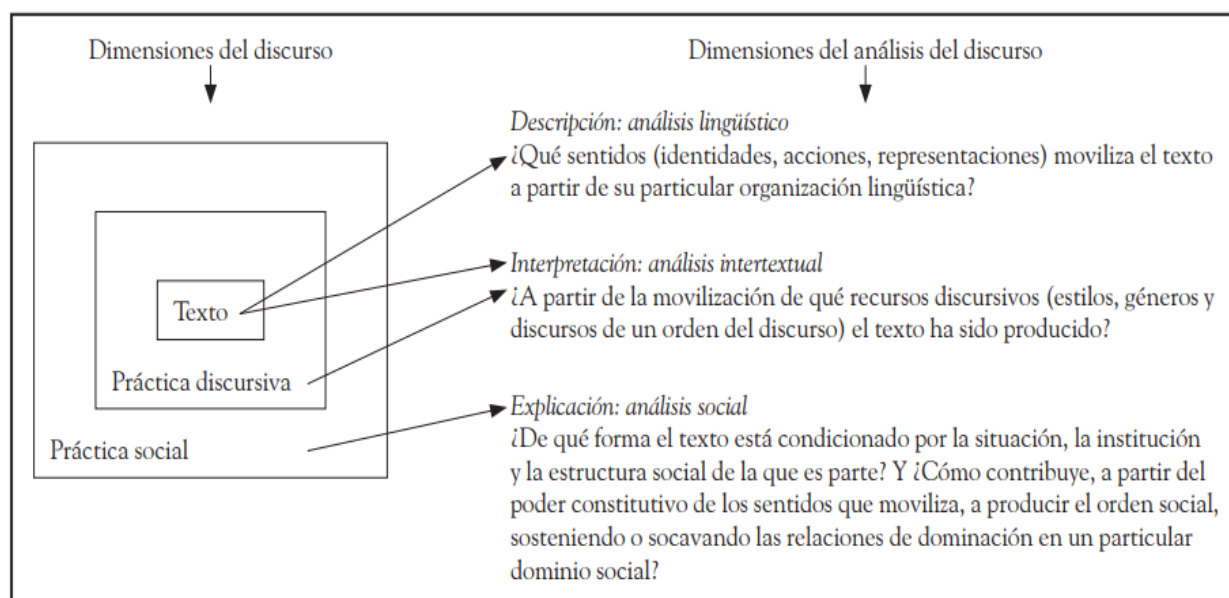 Dimensiones del discurso
Dimensiones del análisis del discurso
Texto
Práctica discursiva
Práctica social
Descripción: análisis lingüístico
¿Qué sentidos (identidades, acciones, representaciones) moviliza el texto
a partir de su particular organización lingüística?
Interpretación: análisis intertextual
¿A partir de la movilización de qué recursos discursivos (estilos, géneros y
discursos de un orden del discurso) el texto ha sido producido?
Explicación: análisis social
¿De qué forma el texto está condicionado por la situación, la institución
y la estructura social de la que es parte? Y ¿Cómo contribuye, a partir del
poder constitutivo de los sentidos que moviliza, a producir el orden social,
sosteniendo o socavando las relaciones de dominación en un particular
dominio social?